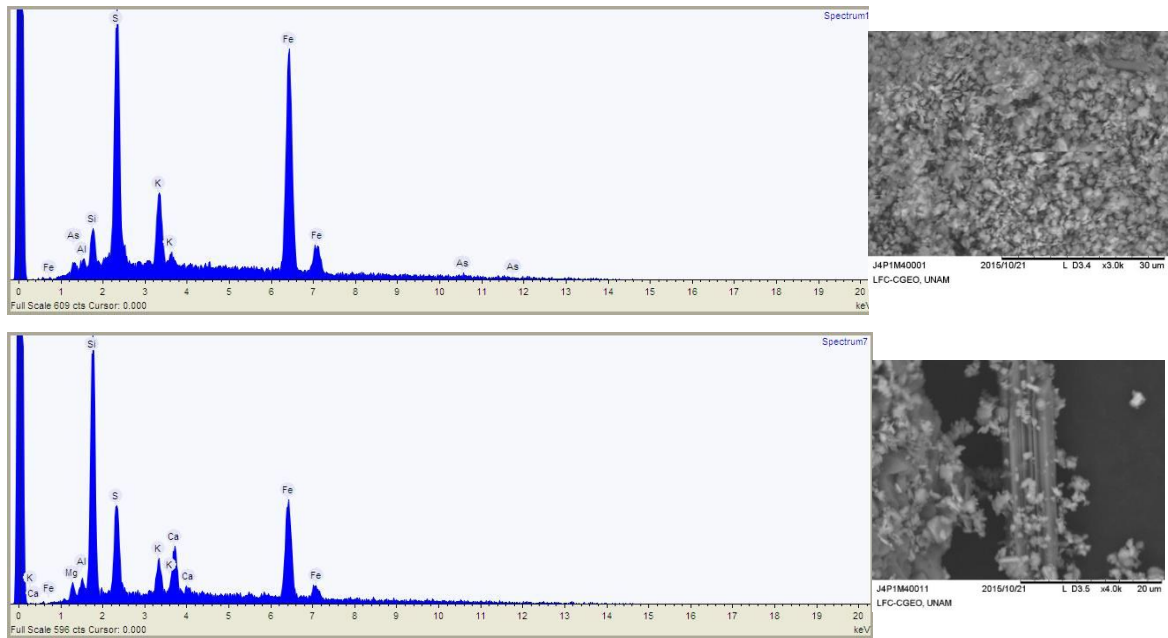 Spectrum1
S
Fe
K
Si
As
Al
K
Fe
Fe
As
As
0 1 2 3 4 5 6 7 8 9 10 11 12 13 14 15 16 17 18 19 20
Full Scale 609 cts Cursor: 0.000
keV
J4P1M40001 2015/10/21 L D3.4 x3.0k 30 um
LFC-CGEO, UNAM
Spectrum7
Si
S
Fe
Ca
K
K
Al
Mg
K
Ca
Fe
Ca
Fe
0 1 2 3 4 5 6 7 8 9 10 11 12 13 14 15 16 17 18 19 20
Full Scale 596 cts Cursor: 0.000
keV
J4P1M40011 2015/10/21 L D3.5 x4.0k 20 um
LFC-CGEO, UNAM